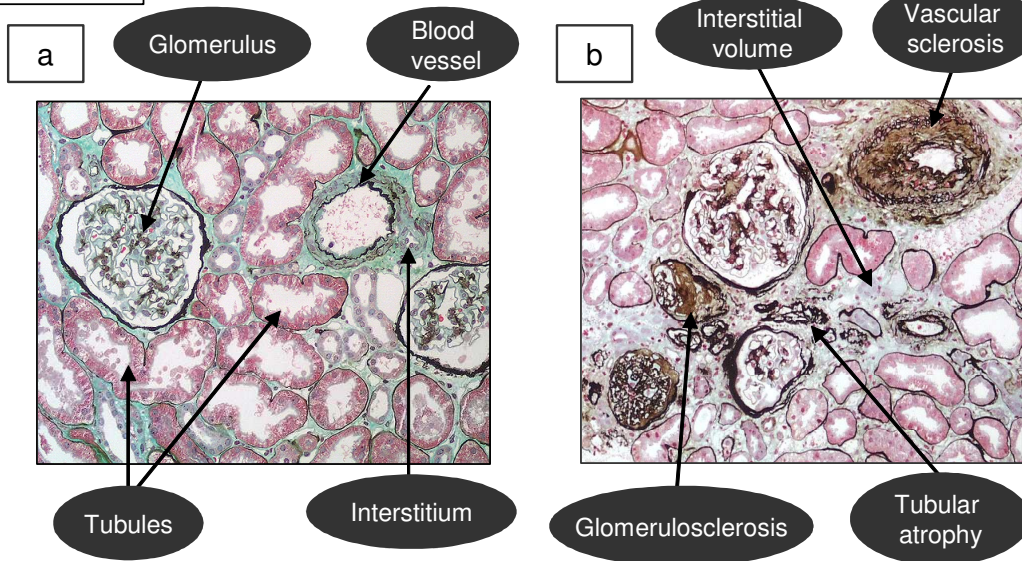 a
Glomerulus
Blood
vessel
b
Interstitial
volume
Vascular
sclerosis
Tubules
Interstitium
Glomerulosclerosis
Tubular
atrophy